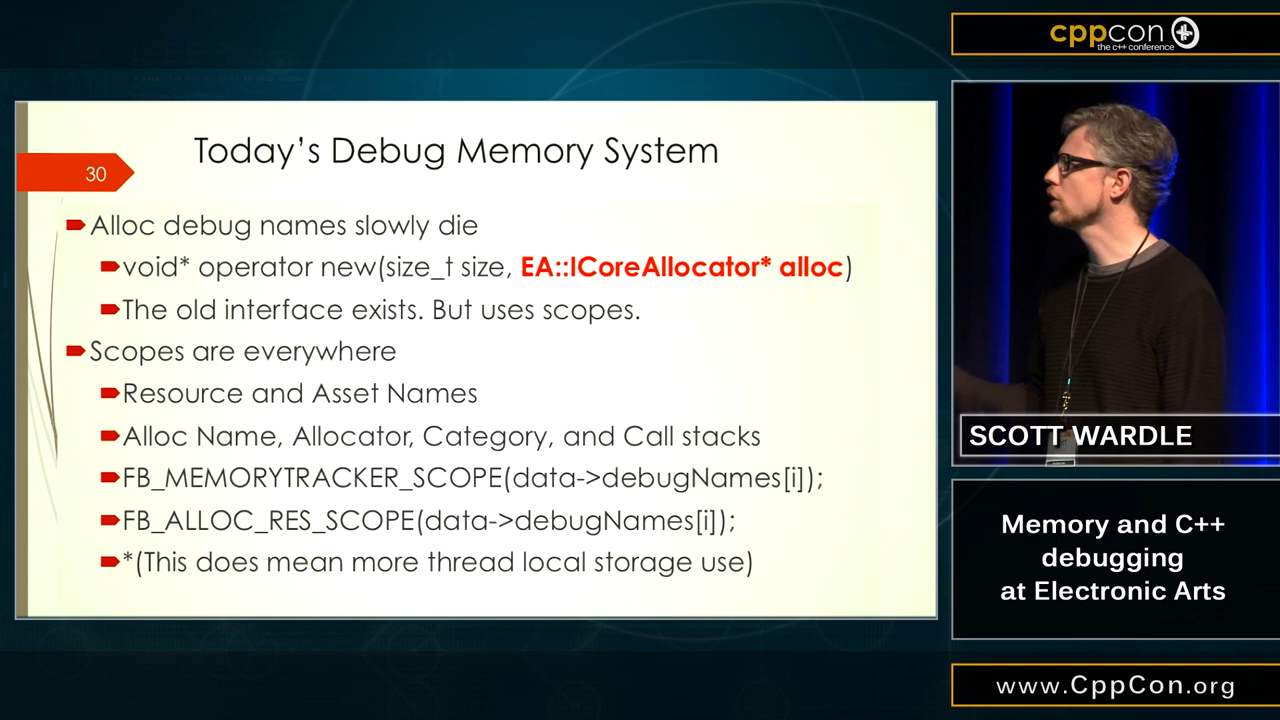 cppcon
the c++ conference
Today's Debug Memory System
30
Alloc debug names slowly die
void* operator new(size_t size, EA::ICoreAllocator* alloc)
The old interface exists. But uses scopes.
Scopes are everywhere
Resource and Asset Names
Alloc Name, Allocator, Category, and Call stacks
FB_MEMORYTRACKER_SCOPE(data->debugNames[i]);
FB_ALLOC_RES_SCOPE(data->debugNames[i]);
*(This does mean more thread local storage use)
SCOTT WARDLE
Memory and C++
debugging
at Electronic Arts
www.CppCon.org